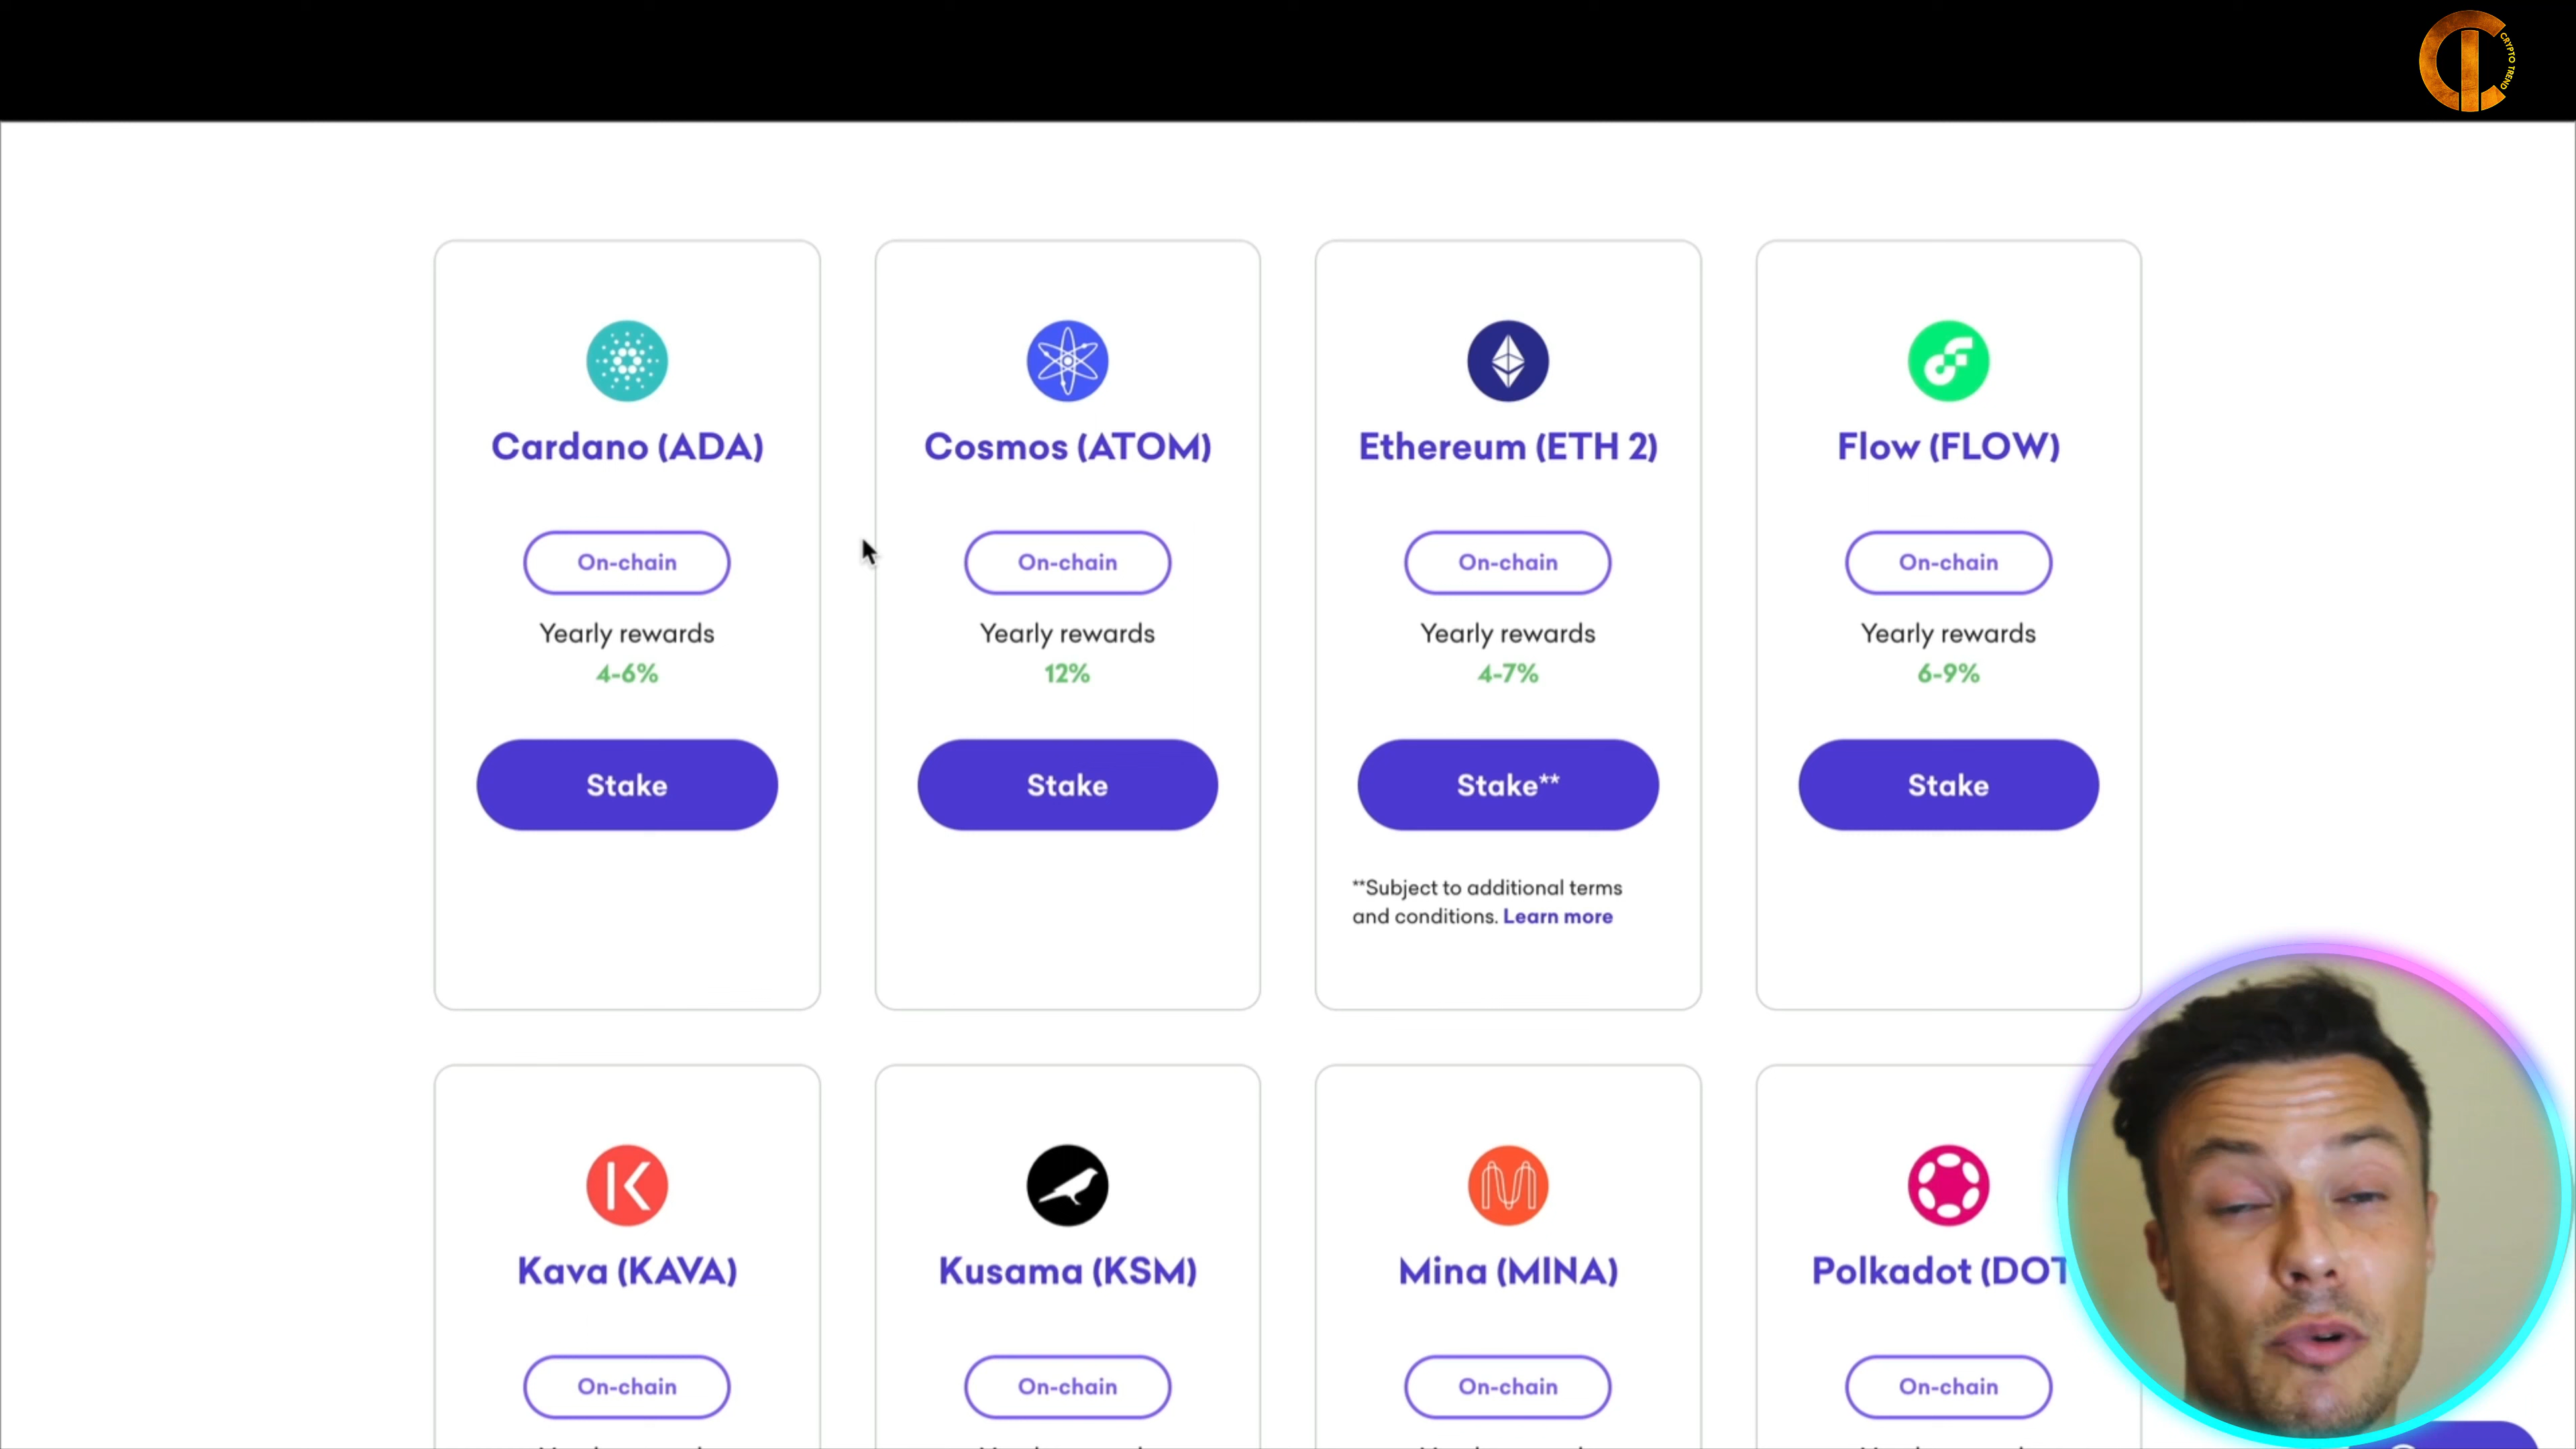 CRYPTO TREND
Cardano (ADA)
On-chain
Yearly rewards
4-6%
Stake
Cosmos (ATOM)
On-chain
Yearly rewards
12%
Stake
Ethereum (ETH 2)
On-chain
Yearly rewards
4-7%
Stake**
**Subject to additional terms
and conditions. Learn more
Flow (FLOW)
On-chain
Yearly rewards
6-9%
Stake
Kava (KAVA)
On-chain
Kusama (KSM)
On-chain
Mina (MINA)
On-chain
Polkadot (DOT
On-chain